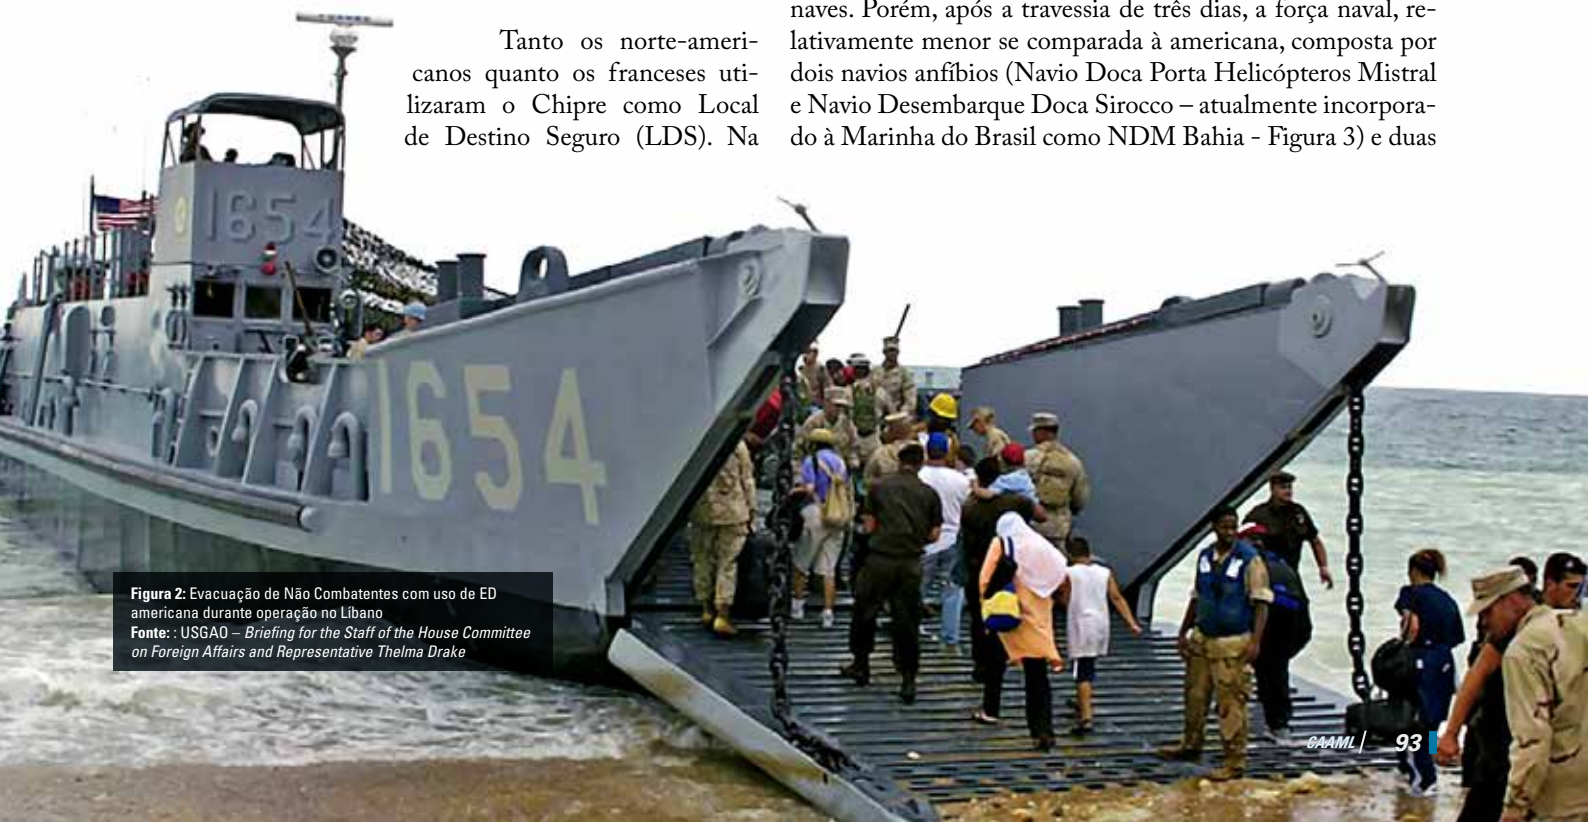 Tanto os norte-ameri-
canos quanto os franceses uti-
lizaram o Chipre como Local
de Destino Seguro (LDS). Na
naves. Porém, após a travessia de três dias, a força naval, re-
lativamente menor se comparada à americana, composta por
dois navios anfíbios (Navio Doca Porta Helicópteros Mistral
e Navio Desembarque Doca Sirocco – atualmente incorpora-
do à Marinha do Brasil como NDM Bahia - Figura 3) e duas
1654
1654
Figura 2: Evacuação de Não Combatentes com uso de ED
americana durante operação no Líbano
Fonte: : USGAO – Briefing for the Staff of the House Committee
on Foreign Affairs and Representative Thelma Drake
CAAML | 93